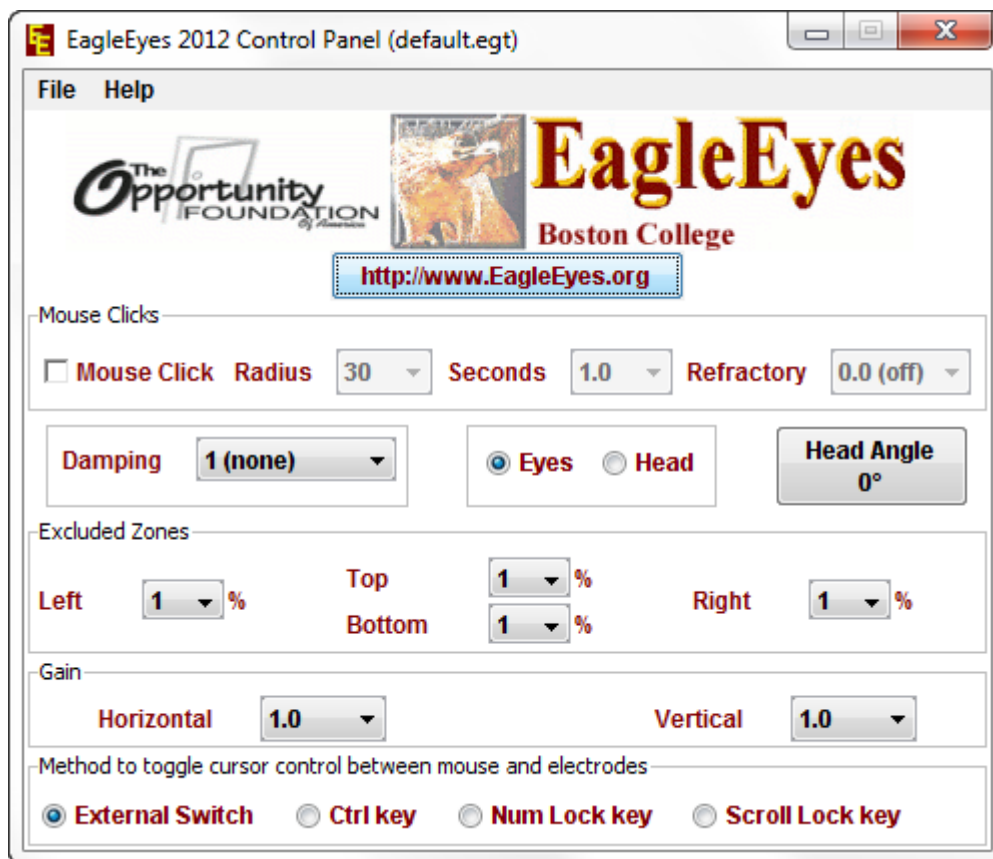 EagleEyes 2012 Control Panel (default.egt)
File Help
The
Opportunity
FOUNDATION
Of America
EagleEyes
Boston College
http://www.EagleEyes.org
Mouse Clicks
Mouse Click Radius 30 Seconds 1.0 Refractory 0.0 (off)
Damping 1 (none)
Eyes Head
Head Angle
0°
Excluded Zones
Left 1 %
Top 1 %
Bottom 1 %
Right 1 %
Gain
Horizontal 1.0 Vertical 1.0
Method to toggle cursor control between mouse and electrodes
External Switch Ctrl key Num Lock key Scroll Lock key